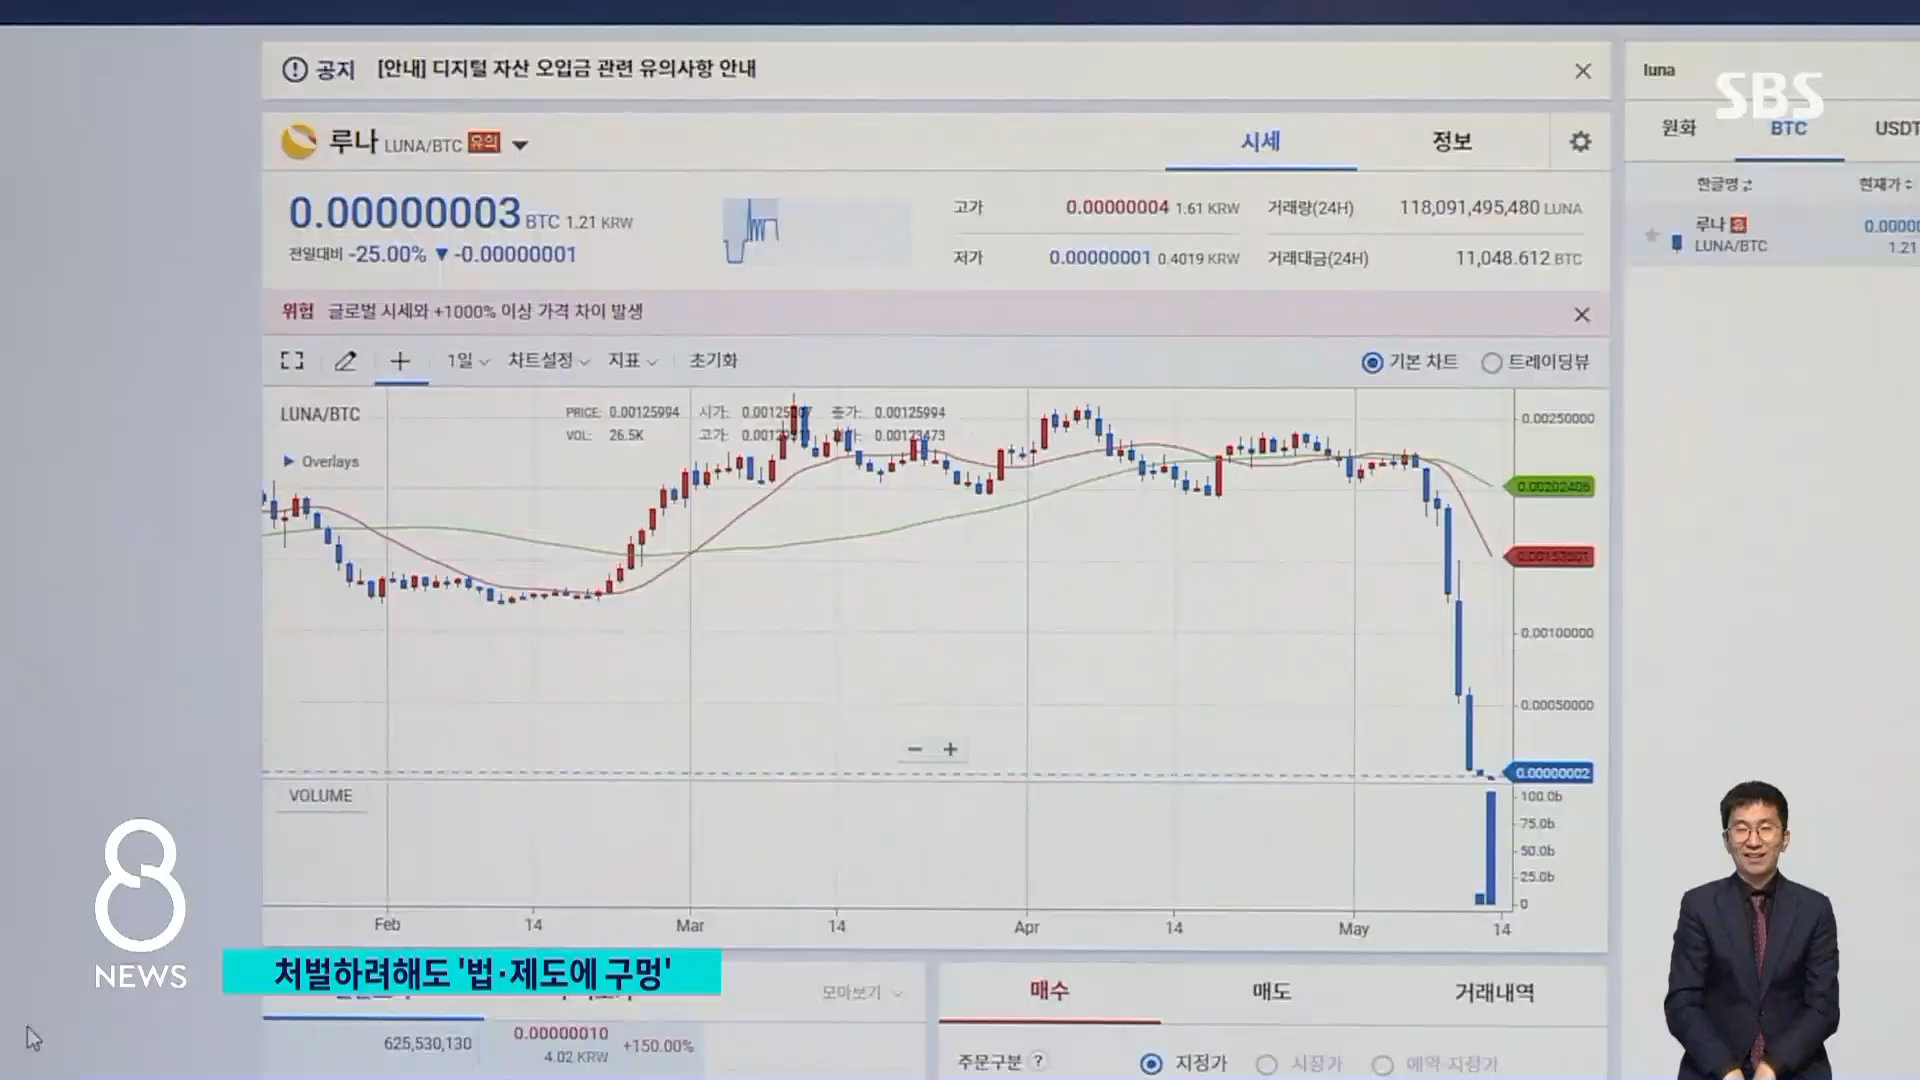 공지 [안내] 디지털 자산 오입금 관련 유의사항 안내
luna
SBS
루나 LUNA/BTC 유의
시세 정보
원화 BTC USDT
0.00000003 BTC 1.21 KRW
전일대비 -25.00% ▼ -0.00000001
고가 0.00000004 1.61 KRW 거래량(24H) 118,091,495,480 LUNA
저가 0.00000001 0.4019 KRW 거래대금(24H) 11,048.612 BTC
한글명 현재가
루나 유 0.0000
LUNA/BTC 1.21
위험 글로벌 시세와 +1000% 이상 가격 차이 발생
1일 차트설정 지표 초기화 기본 차트 트레이딩뷰
LUNA/BTC
PRICE: 0.00125994 시가: 종가: 0.00125994
VOL: 26.5K 고가: 0.00123473
▶ Overlays
0.00250000
0.00202406
0.00100000
0.00050000
0.00000002
VOLUME
100.0b
75.0b
50.0b
25.0b
0
Feb 14 Mar 14 Apr 14 May 14
8 NEWS
처벌하려해도 '법·제도에 구멍'
모아보기
매수 매도 거래내역
625,530,130 0.00000010 +150.00%
4.02 KRW
주문구분 ? 지정가 시장가 예약-지정가